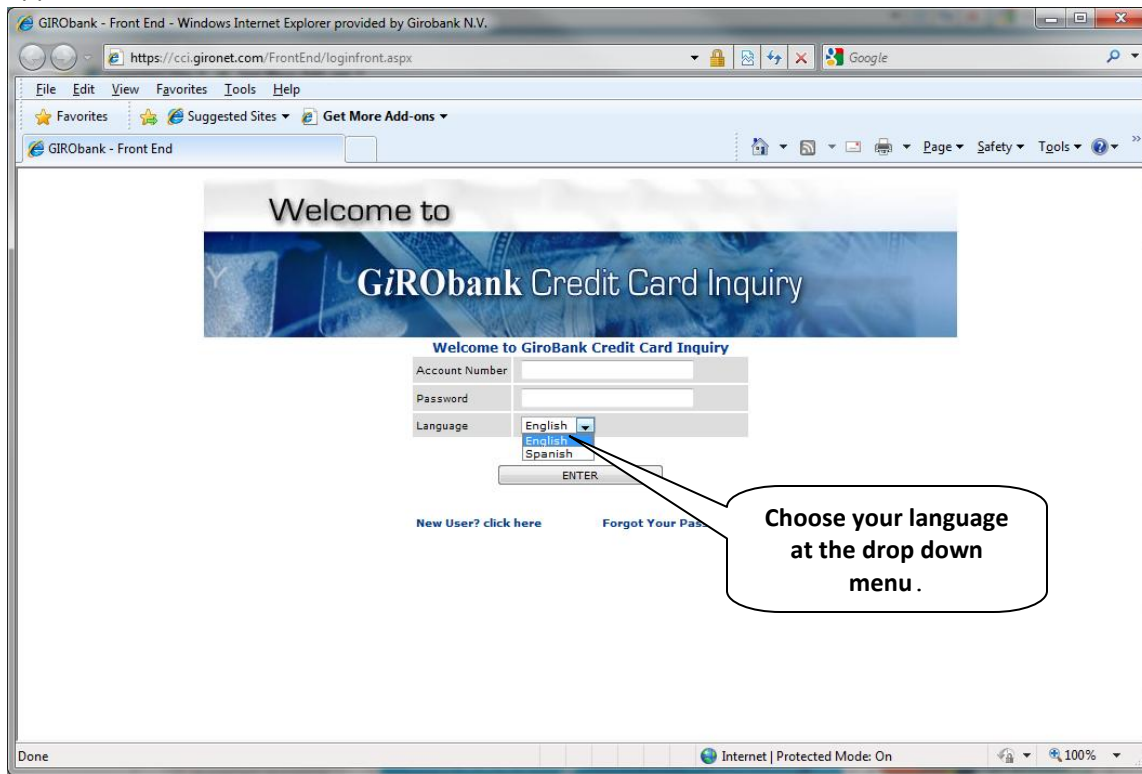 GIRObank - Front End - Windows Internet Explorer provided by Girobank N.V.
https://cci.gironet.com/FrontEnd/loginfront.aspx
Google
File Edit View Favorites Tools Help
Favorites Suggested Sites Get More Add-ons
GIRObank - Front End
Page Safety Tools
Welcome to
GiRObank Credit Card Inquiry
Welcome to GiroBank Credit Card Inquiry
Account Number
Password
Language English
English
Spanish
ENTER
New User? click here Forgot Your Pas
Choose your language
at the drop down
menu.
Done Internet | Protected Mode: On 100%